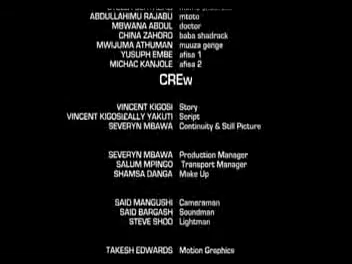 ABDULLAHIMU RAJABU mtoto
MBWANA ABDUL doctor
CHINA ZAHORO baba shadrack
MWIJUMA ATHUMAN muuza genge
YUSUPH EMBE afisa 1
MICHAC KANJOLE afisa 2
CREw
VINCENT KIGOSI Story
VINCENT KIGOSI£ALLY YAKUTI Script
SEVERYN MBAWA Continuity & Still Picture
SEVERYN MBAWA Production Manager
SALUM MPINGO Transport Manager
SHAMSA DANGA Make Up
SAID MANGUSHI Cameraman
SAID BARGASH Soundman
STEVE SHOO Lightman
TAKESH EDWARDS Motion Graphics